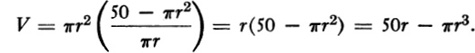 V = πr²((50 − πr²)/(πr)) = r(50 − πr²) = 50r − πr³.